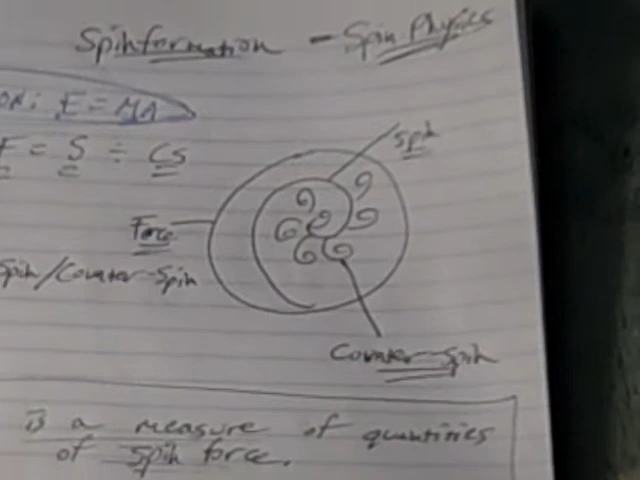 Spinformation - Spin Physics
ON: F = MA
F = S ÷ CS
Spin
Force
Spin/Counter-Spin
Counter-Spin
is a measure of quantities
of spin force.